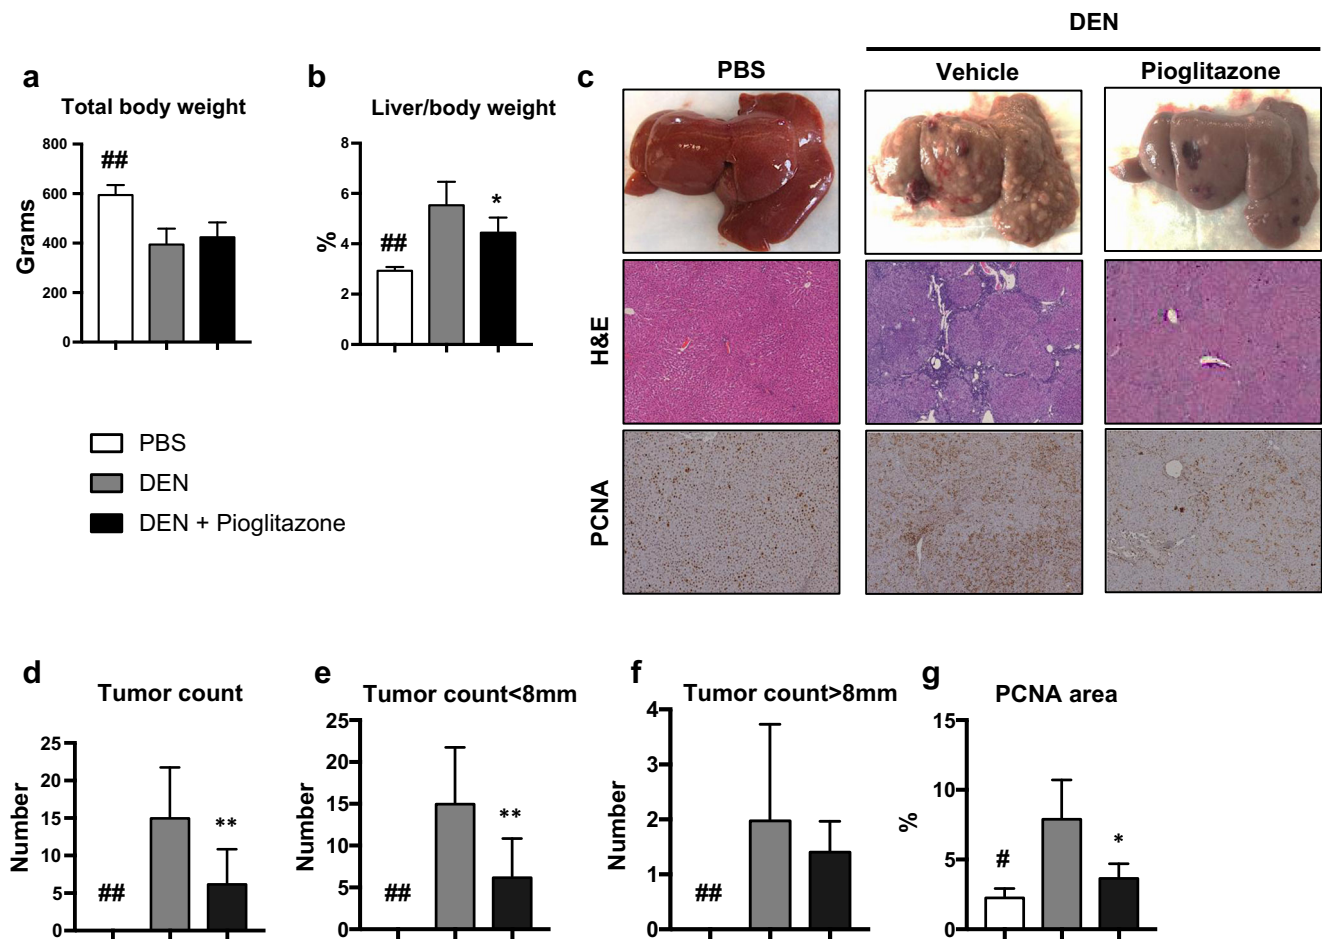 DEN
a
b
c
PBS
Vehicle
Pioglitazone
Total body weight
Liver/body weight
800
600
400
200
0
Grams
##
8
6
4
2
0
%
##
*
H&E
PCNA
PBS
DEN
DEN + Pioglitazone
d
e
f
g
Tumor count
Tumor count<8mm
Tumor count>8mm
PCNA area
25
20
15
10
5
0
Number
##
**
25
20
15
10
5
0
Number
##
**
4
3
2
1
0
Number
##
15
10
5
0
%
#
*